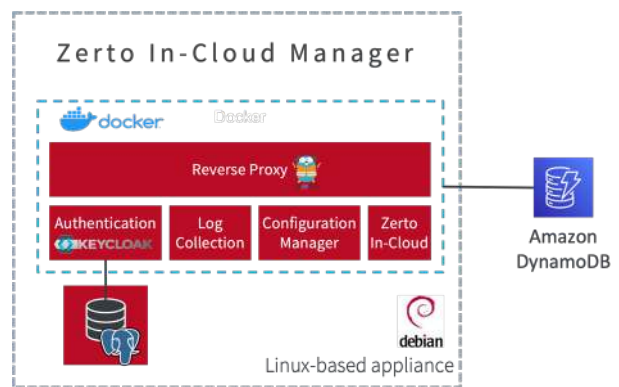 Zerto In-Cloud Manager
docker
Docker
Reverse Proxy
Authentication
KEYCLOAK
Log
Collection
Configuration
Manager
Zerto
In-Cloud
Amazon
DynamoDB
debian
Linux-based appliance